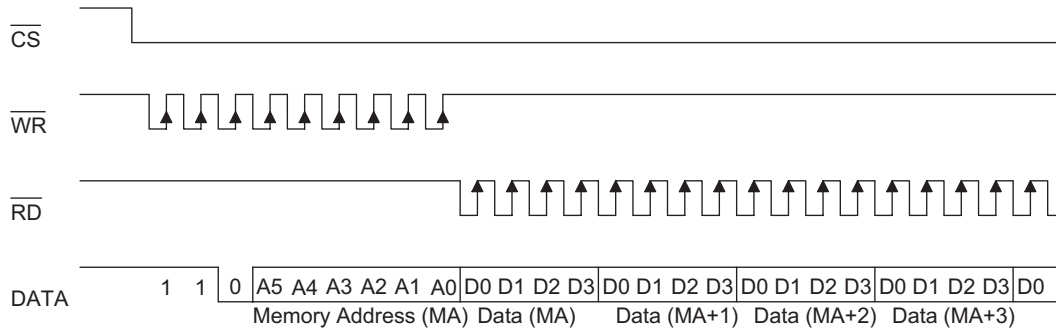 CS
WR
RD
DATA 1 1 0 A5 A4 A3 A2 A1 A0 D0 D1 D2 D3 D0 D1 D2 D3 D0 D1 D2 D3 D0 D1 D2 D3 D0
Memory Address (MA) Data (MA) Data (MA+1) Data (MA+2) Data (MA+3)